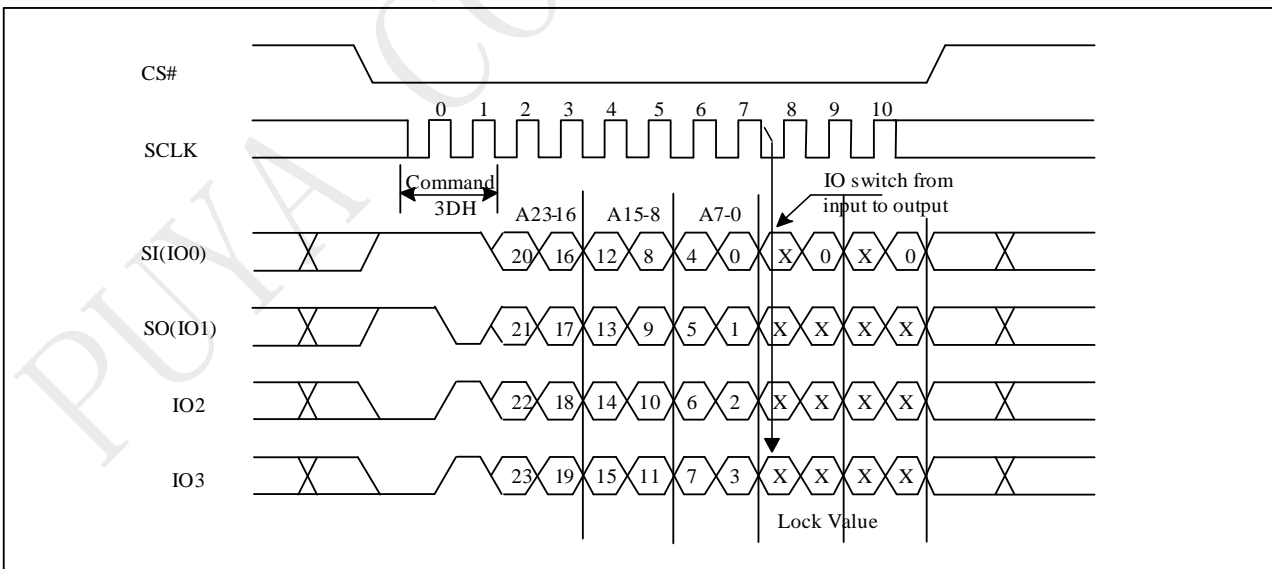 PUYA CO
CS#
0 1 2 3 4 5 6 7 8 9 10
SCLK
Command
3DH
IO switch from
input to output
A23-16 A15-8 A7-0
SI(IO0) 20 16 12 8 4 0 X 0 X 0
SO(IO1) 21 17 13 9 5 1 X X X X
IO2 22 18 14 10 6 2 X X X X
IO3 23 19 15 11 7 3 X X X X
Lock Value